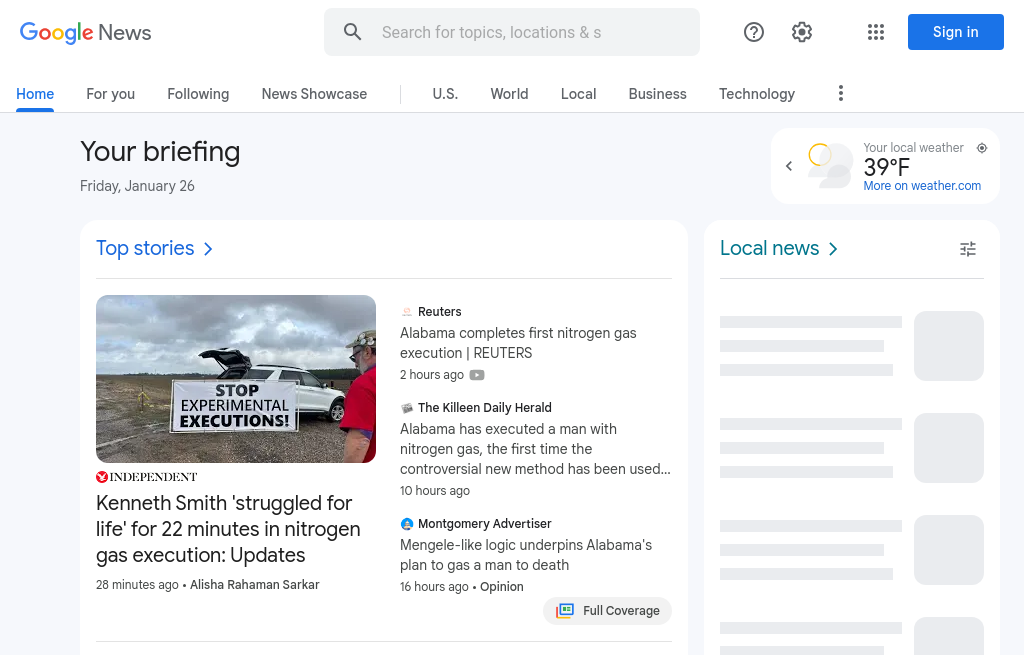 Google News
Search for topics, locations & s
Sign in
Home
For you
Following
News Showcase
U.S.
World
Local
Business
Technology
Your briefing
Friday, January 26
Your local weather
39°F
More on weather.com
Top stories
STOP
EXPERIMENTAL
EXECUTIONS!
INDEPENDENT
Kenneth Smith 'struggled for
life' for 22 minutes in nitrogen
gas execution: Updates
28 minutes ago • Alisha Rahaman Sarkar
Reuters
Alabama completes first nitrogen gas
execution | REUTERS
2 hours ago
The Killeen Daily Herald
Alabama has executed a man with
nitrogen gas, the first time the
controversial new method has been used…
10 hours ago
Montgomery Advertiser
Mengele-like logic underpins Alabama's
plan to gas a man to death
16 hours ago • Opinion
Full Coverage
Local news